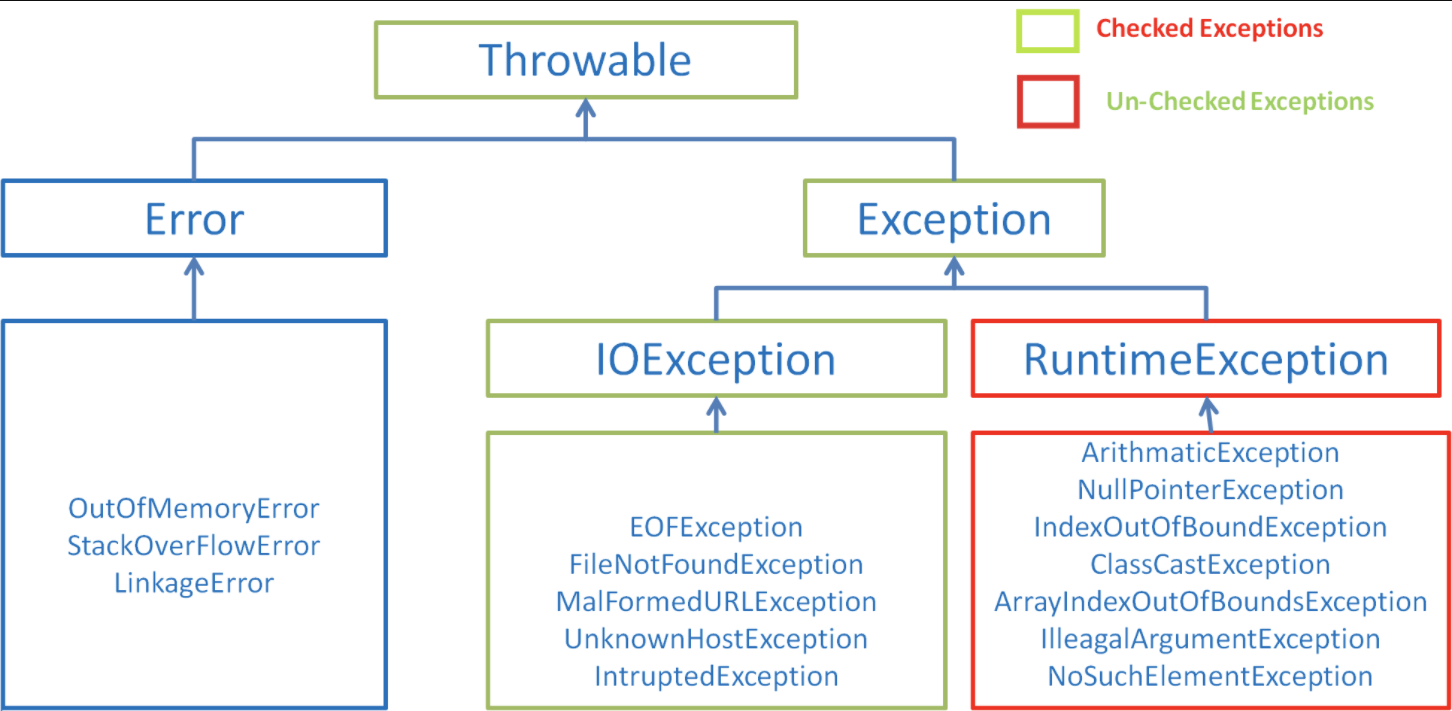 Throwable
Checked Exceptions
Un-Checked Exceptions
Error
Exception
IOException
RuntimeException
OutOfMemoryError
StackOverFlowError
LinkageError
EOFException
FileNotFoundException
MalFormedURLException
UnknownHostException
IntruptedException
ArithmaticException
NullPointerException
IndexOutOfBoundException
ClassCastException
ArrayIndexOutOfBoundsException
IlleagalArgumentException
NoSuchElementException